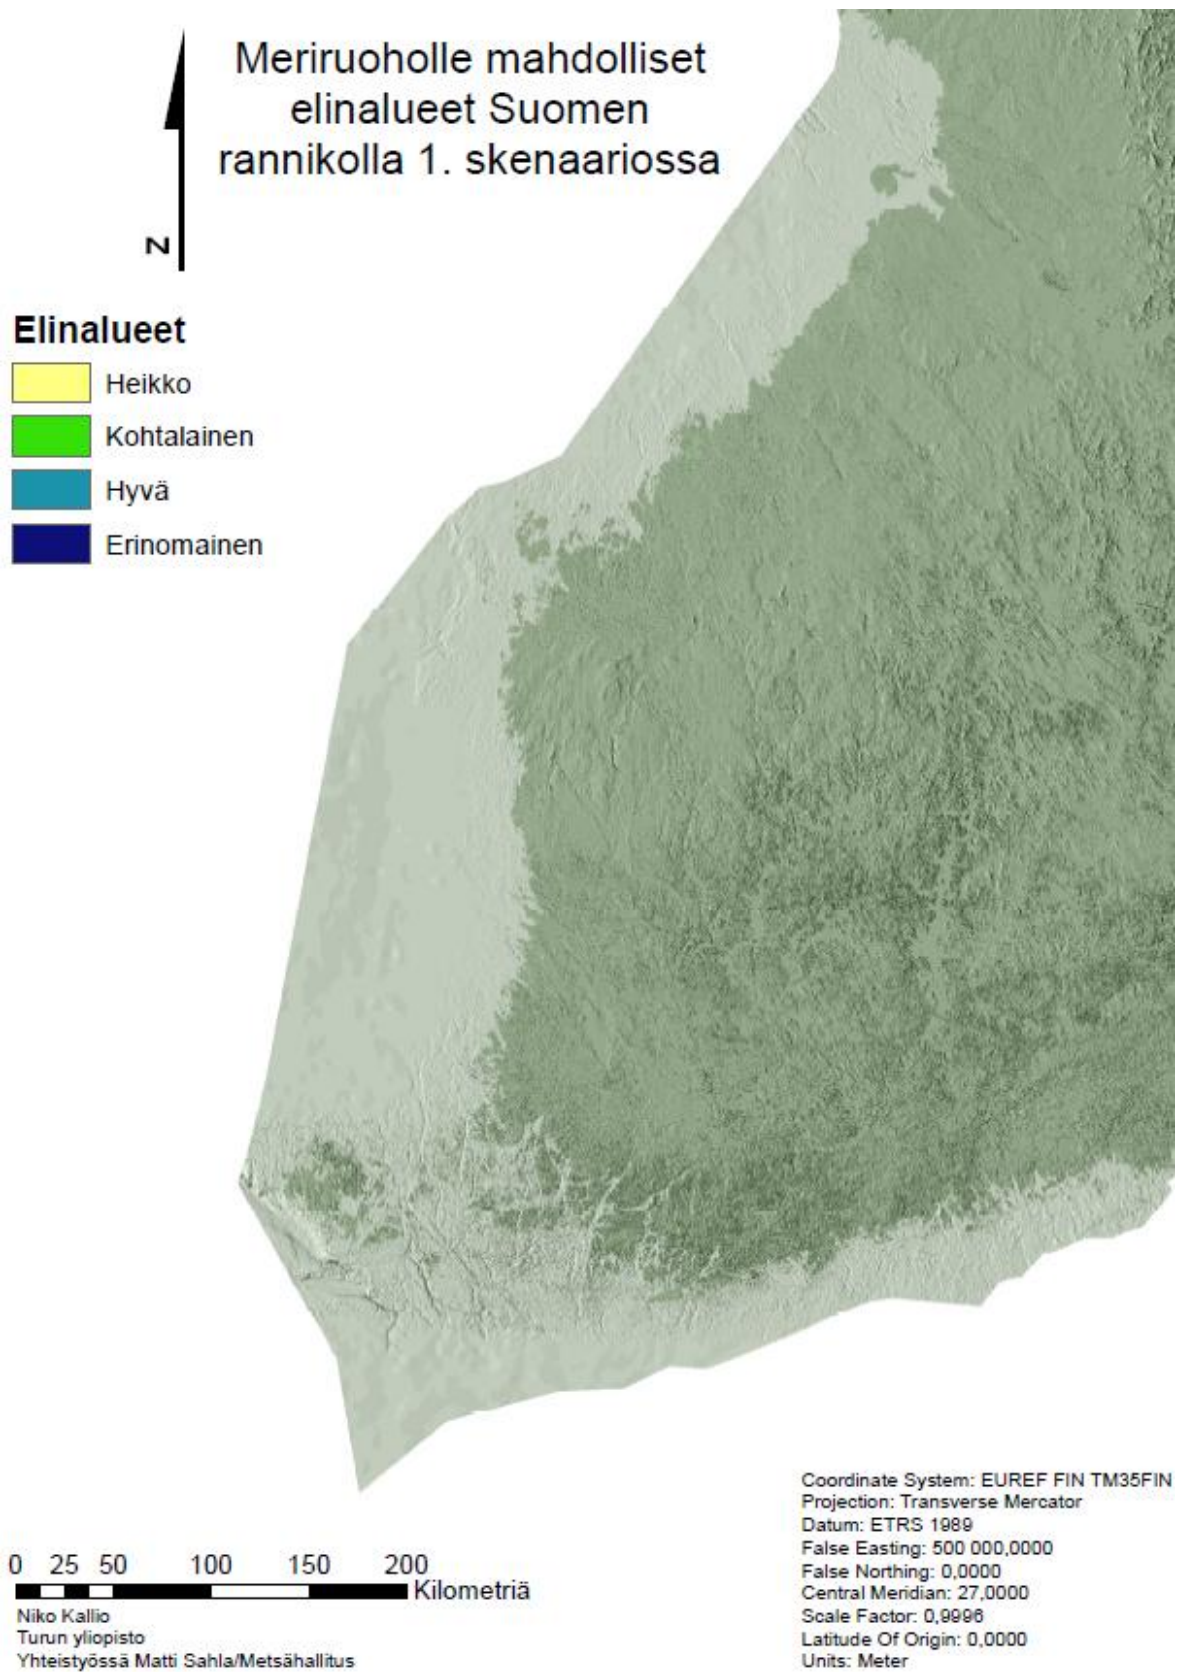 Meriruoholle mahdolliset
elinalueet Suomen
rannikolla 1. skenaariossa
N
Elinalueet
Heikko
Kohtalainen
Hyvä
Erinomainen
0 25 50 100 150 200
Kilometriä
Niko Kallio
Turun yliopisto
Yhteistyössä Matti Sahla/Metsähallitus
Coordinate System: EUREF FIN TM35FIN
Projection: Transverse Mercator
Datum: ETRS 1989
False Easting: 500 000,0000
False Northing: 0,0000
Central Meridian: 27,0000
Scale Factor: 0,9996
Latitude Of Origin: 0,0000
Units: Meter